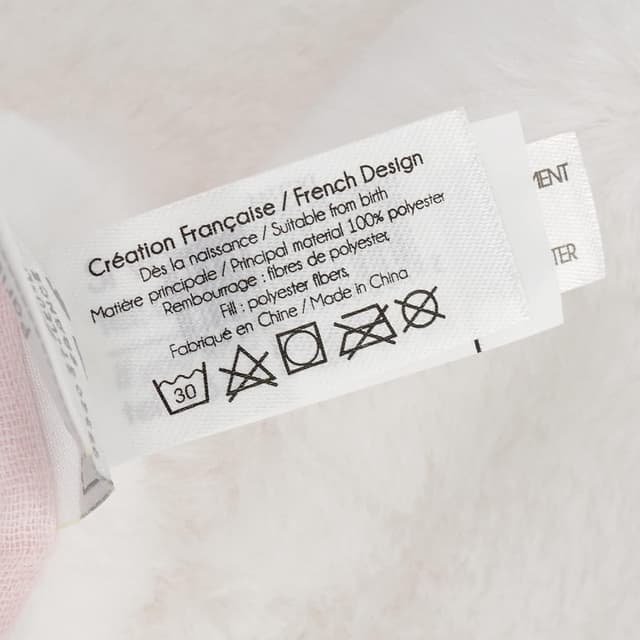 Création Française / French Design
Dès la naissance / Suitable from birth
Matière principale / Principal material 100% polyester
Rembourrage : fibres de polyester,
Fill : polyester fibers,
Fabriqué en Chine / Made in China
30